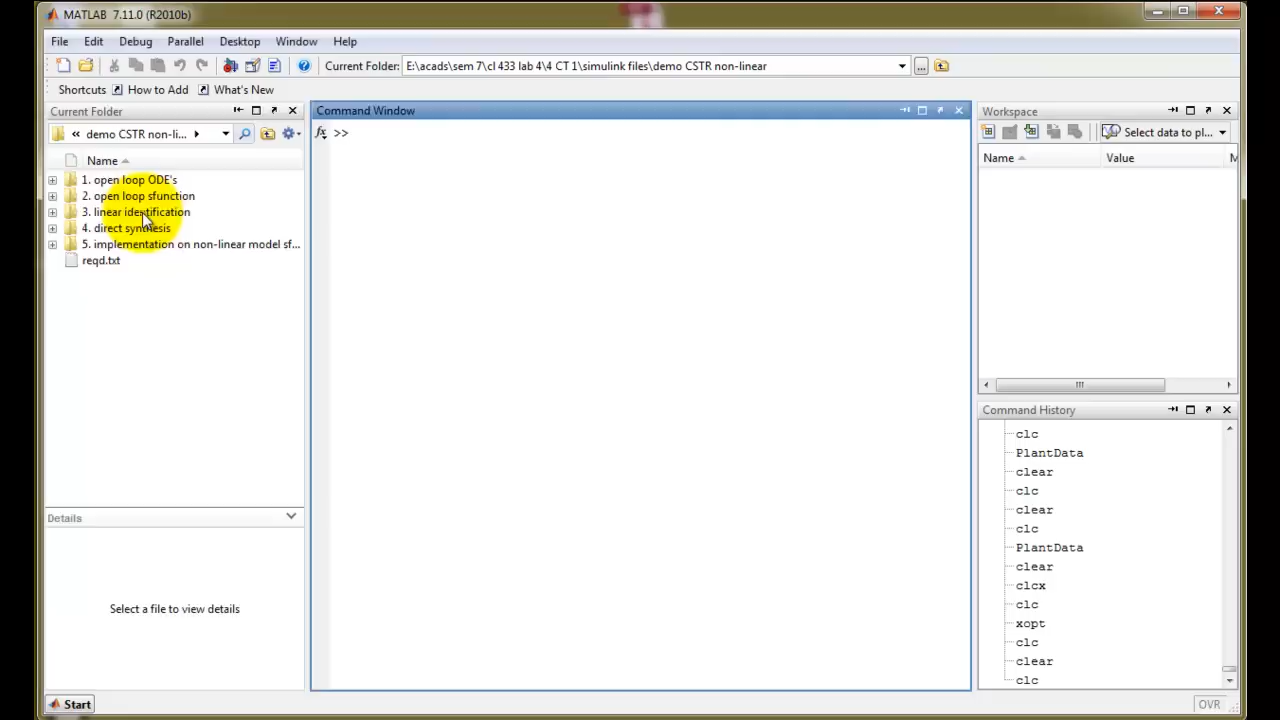 MATLAB 7.11.0 (R2010b)
File Edit Debug Parallel Desktop Window Help
Current Folder: E:\acads\sem 7\cl 433 lab 4\4 CT 1\simulink files\demo CSTR non-linear
Shortcuts How to Add What's New
Current Folder
« demo CSTR non-li...
Name
1. open loop ODE's
2. open loop sfunction
3. linear identification
4. direct synthesis
5. implementation on non-linear model sf...
reqd.txt
Details
Select a file to view details
Start
Command Window
fx >>
Workspace
Select data to pl...
Name Value M
Command History
clc
PlantData
clear
clc
clear
clc
PlantData
clear
clcx
clc
xopt
clc
clear
clc
OVR